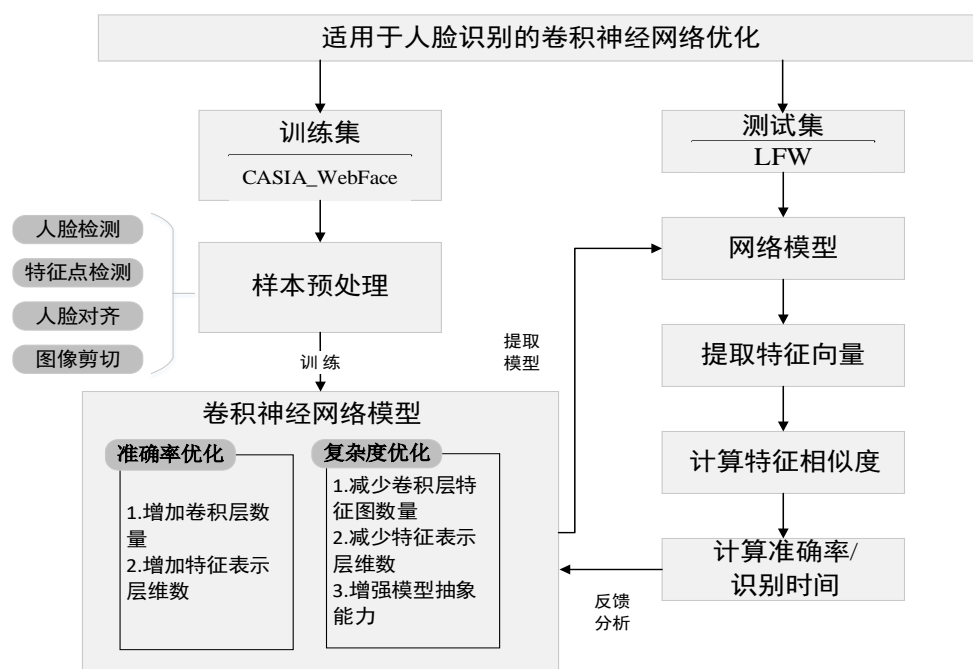 适用于人脸识别的卷积神经网络优化
训练集
CASIA_WebFace
测试集
LFW
人脸检测
特征点检测
人脸对齐
图像剪切
样本预处理
网络模型
训 练
提取
模型
提取特征向量
卷积神经网络模型
准确率优化
1.增加卷积层数
量
2.增加特征表示
层维数
复杂度优化
1.减少卷积层特
征图数量
2.减少特征表示
层维数
3.增强模型抽象
能力
计算特征相似度
计算准确率/
识别时间
反馈
分析